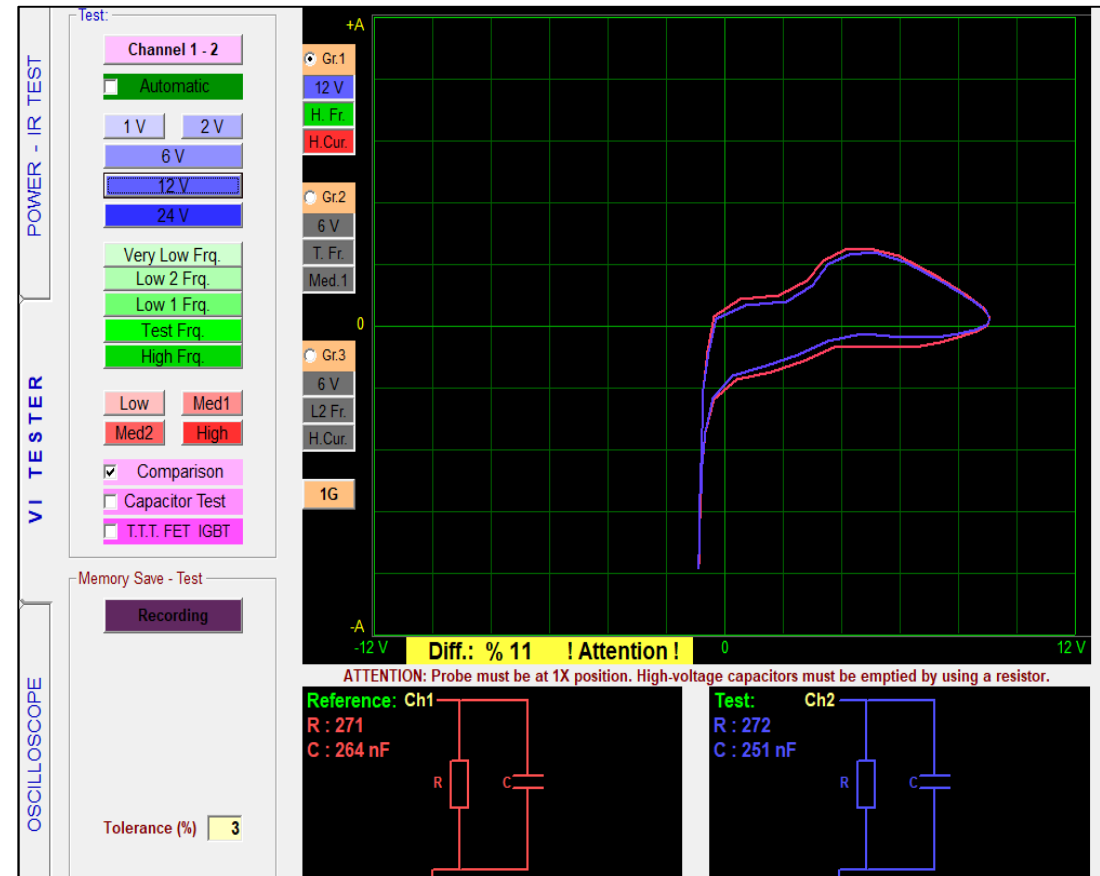 POWER - IR TEST
VI TESTER
OSCILLOSCOPE
Test:
Channel 1 - 2
Automatic
1 V
2 V
6 V
12 V
24 V
Very Low Frq.
Low 2 Frq.
Low 1 Frq.
Test Frq.
High Frq.
Low
Med1
Med2
High
Comparison
Capacitor Test
T.T.T. FET IGBT
Memory Save - Test
Recording
Tolerance (%) 3
Gr.1
12 V
H. Fr.
H.Cur.
Gr.2
6 V
T. Fr.
Med.1
Gr.3
6 V
L2 Fr.
H.Cur.
1G
+A
0
-A
-12 V
0
12 V
Diff.: % 11 ! Attention !
ATTENTION: Probe must be at 1X position. High-voltage capacitors must be emptied by using a resistor.
Reference: Ch1
R : 271
C : 264 nF
R
C
Test: Ch2
R : 272
C : 251 nF
R
C